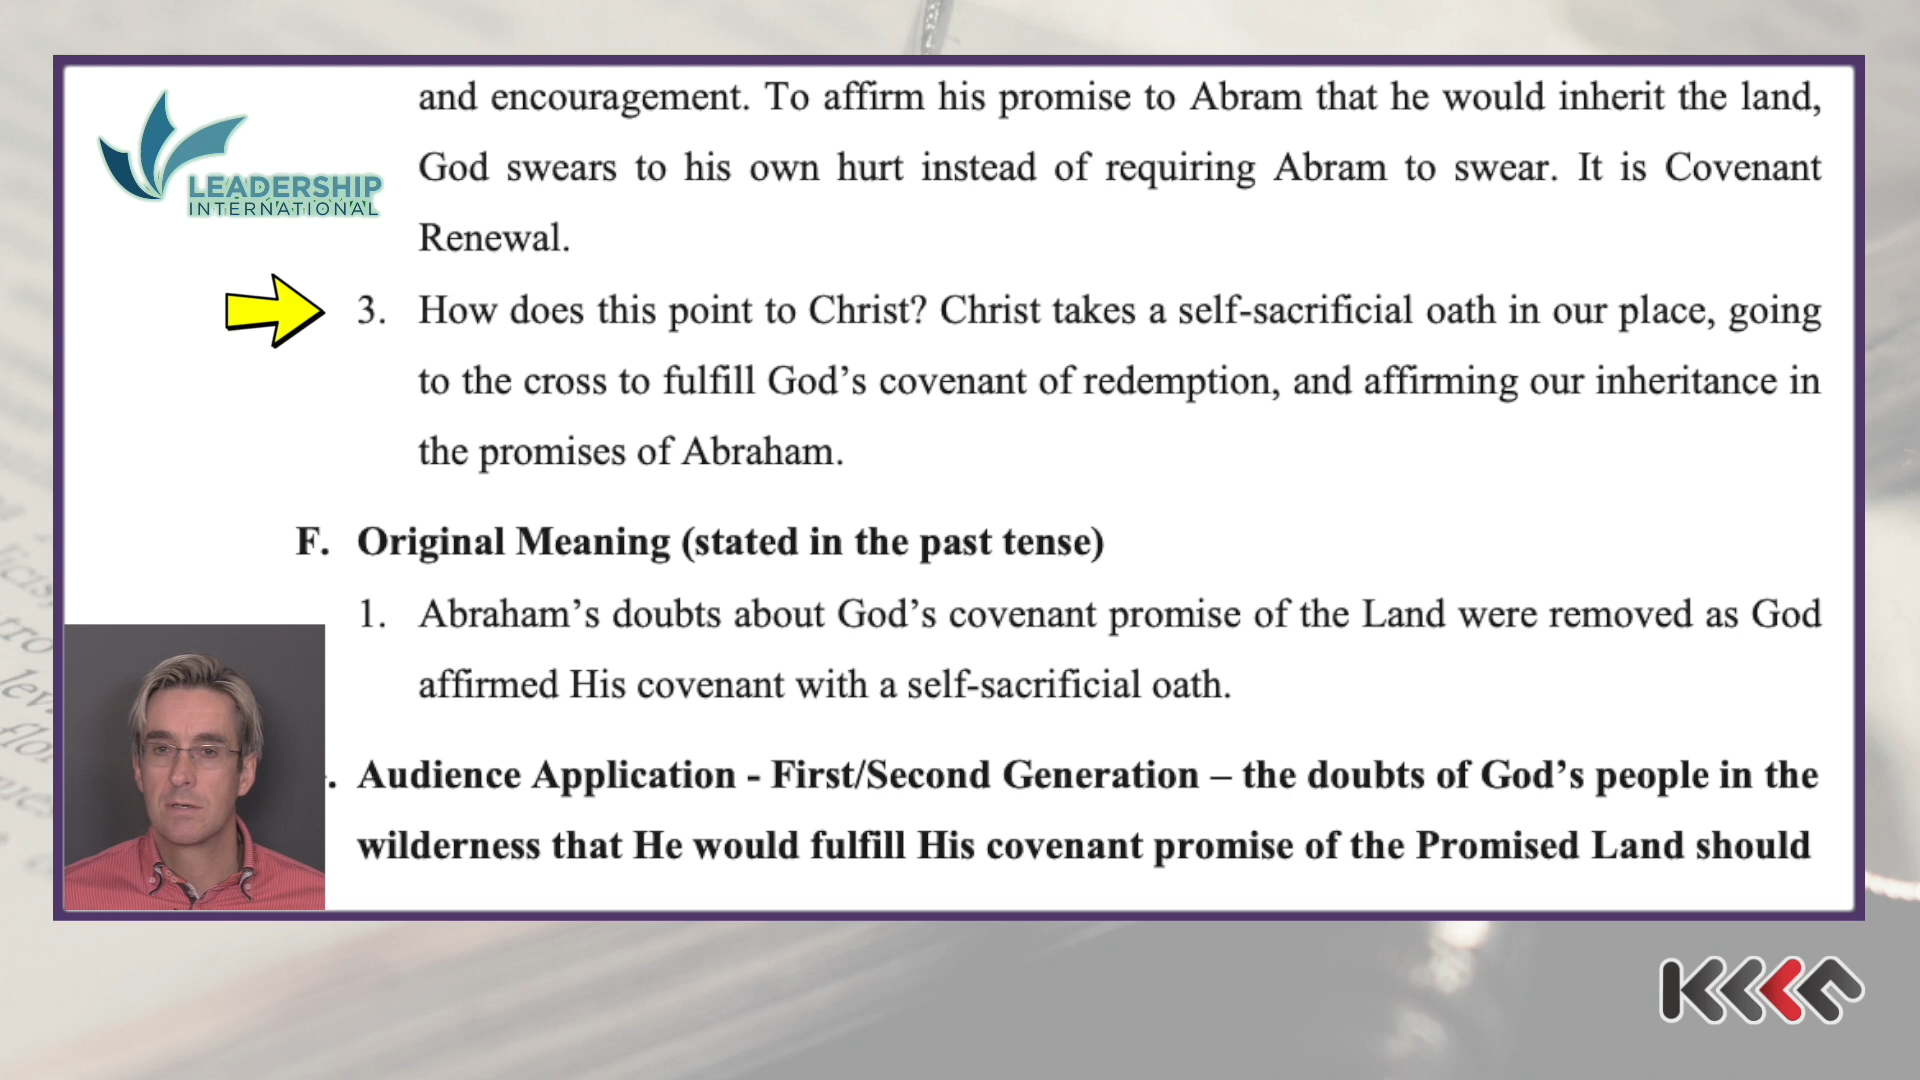 and encouragement. To affirm his promise to Abram that he would inherit the land,
God swears to his own hurt instead of requiring Abram to swear. It is Covenant
Renewal.
LEADERSHIP
INTERNATIONAL
3. How does this point to Christ? Christ takes a self-sacrificial oath in our place, going
to the cross to fulfill God’s covenant of redemption, and affirming our inheritance in
the promises of Abraham.
F. Original Meaning (stated in the past tense)
1. Abraham’s doubts about God’s covenant promise of the Land were removed as God
affirmed His covenant with a self-sacrificial oath.
. Audience Application - First/Second Generation – the doubts of God’s people in the
wilderness that He would fulfill His covenant promise of the Promised Land should